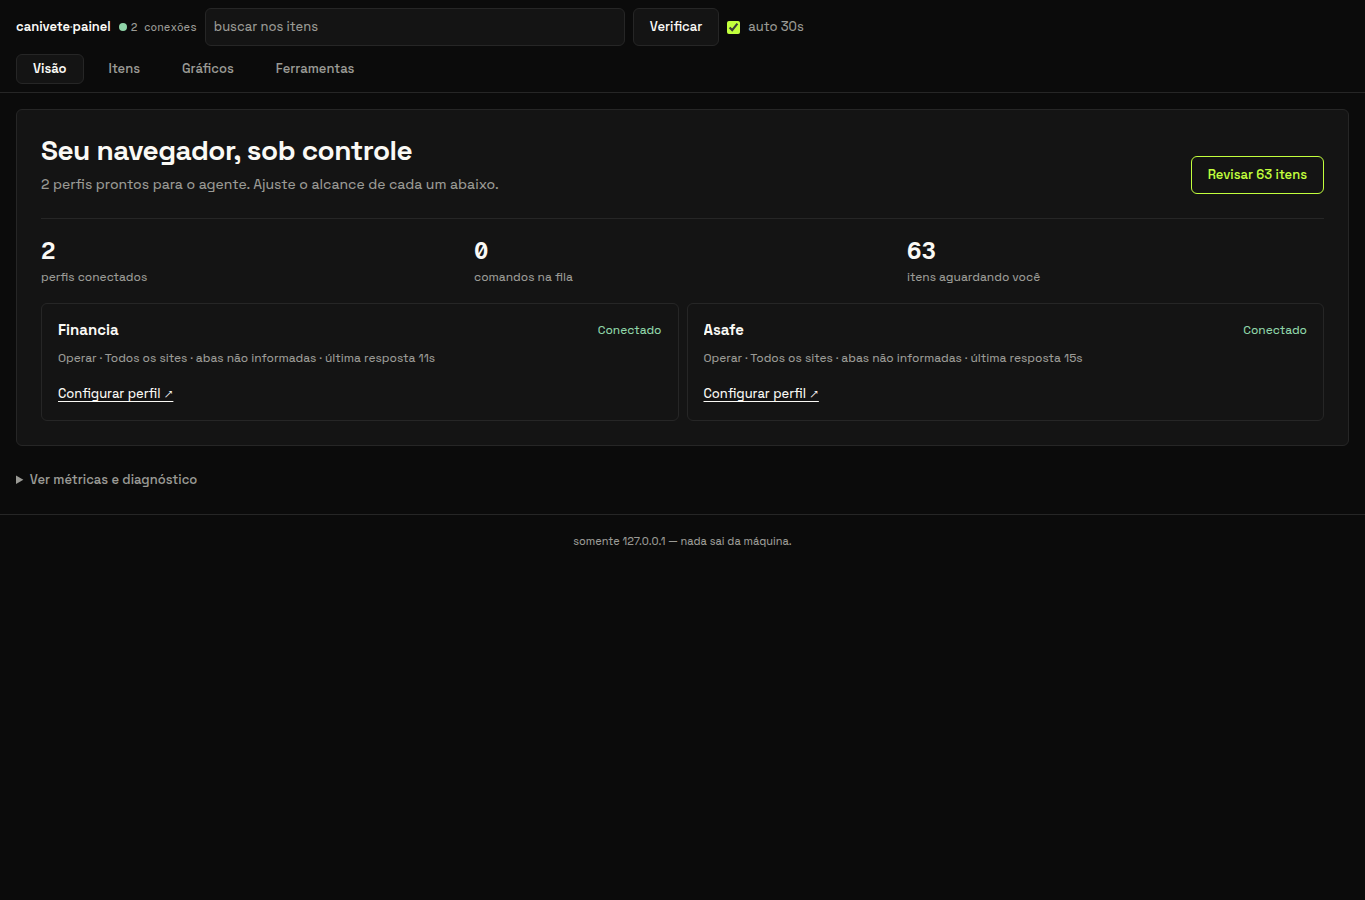 canivete·painel 2 conexões buscar nos itens Verificar auto 30s
Visão Itens Gráficos Ferramentas
Seu navegador, sob controle
2 perfis prontos para o agente. Ajuste o alcance de cada um abaixo.
Revisar 63 itens
2 0 63
perfis conectados comandos na fila itens aguardando você
Financia Conectado
Operar · Todos os sites · abas não informadas · última resposta 11s
Configurar perfil ↗
Asafe Conectado
Operar · Todos os sites · abas não informadas · última resposta 15s
Configurar perfil ↗
Ver métricas e diagnóstico
somente 127.0.0.1 — nada sai da máquina.